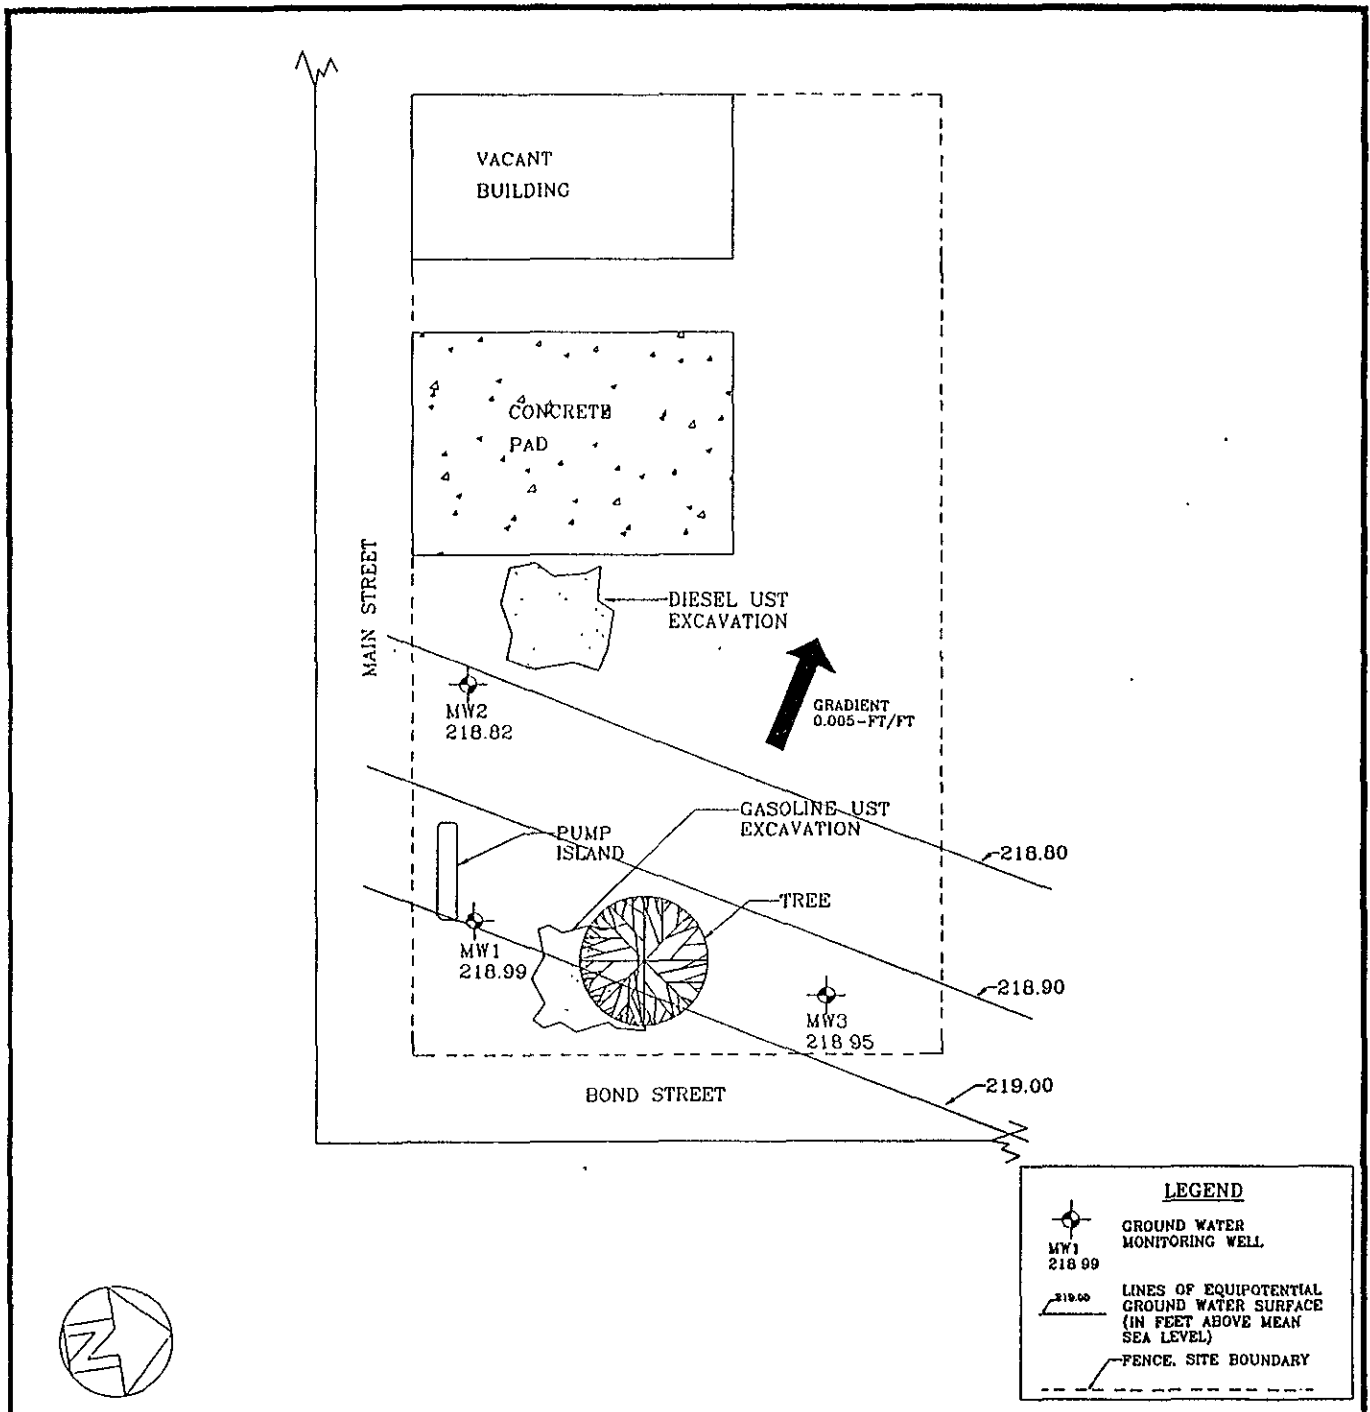 VACANT
BUILDING
CONCRETE
PAD
MAIN STREET
DIESEL UST
EXCAVATION
GRADIENT
0.005-FT/FT
MW2
218.82
GASOLINE UST
EXCAVATION
PUMP
ISLAND
218.80
TREE
MW1
218.99
218.90
MW3
218 95
219.00
BOND STREET
LEGEND
MW1
218 99
GROUND WATER
MONITORING WELL
219.00
LINES OF EQUIPOTENTIAL
GROUND WATER SURFACE
(IN FEET ABOVE MEAN
SEA LEVEL)
FENCE, SITE BOUNDARY
N